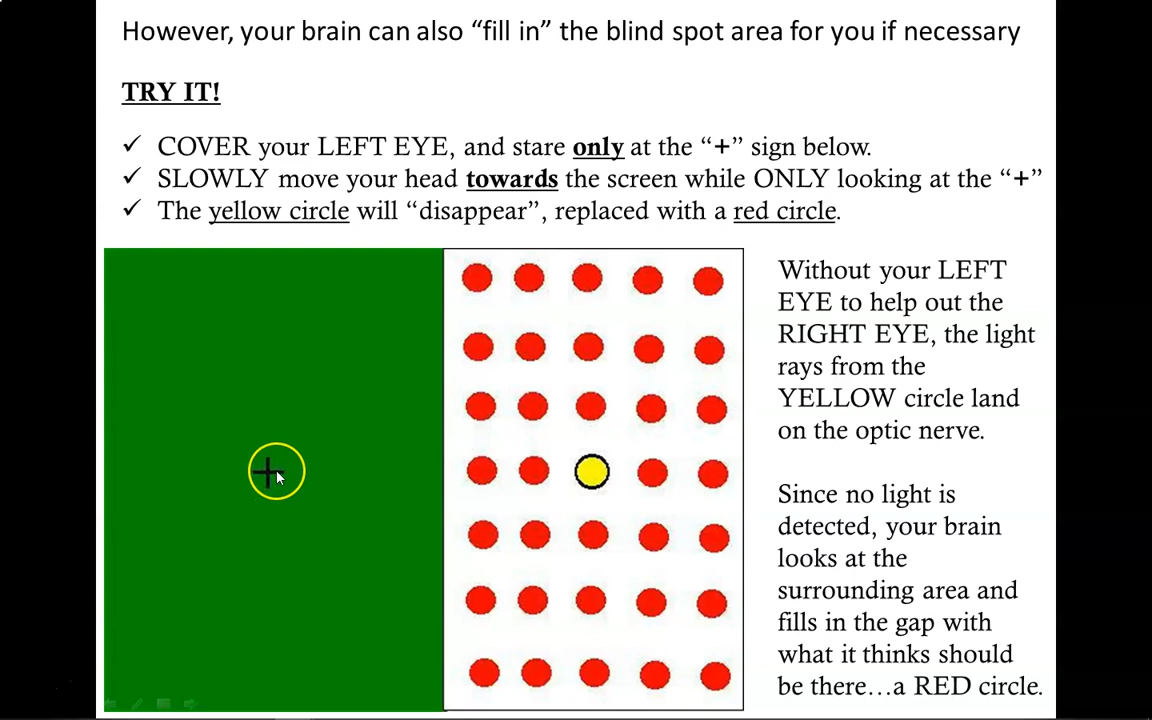 However, your brain can also “fill in” the blind spot area for you if necessary
TRY IT!
✓ COVER your LEFT EYE, and stare only at the “+” sign below.
✓ SLOWLY move your head towards the screen while ONLY looking at the “+”
✓ The yellow circle will “disappear”, replaced with a red circle.
+
Without your LEFT
EYE to help out the
RIGHT EYE, the light
rays from the
YELLOW circle land
on the optic nerve.
Since no light is
detected, your brain
looks at the
surrounding area and
fills in the gap with
what it thinks should
be there…a RED circle.